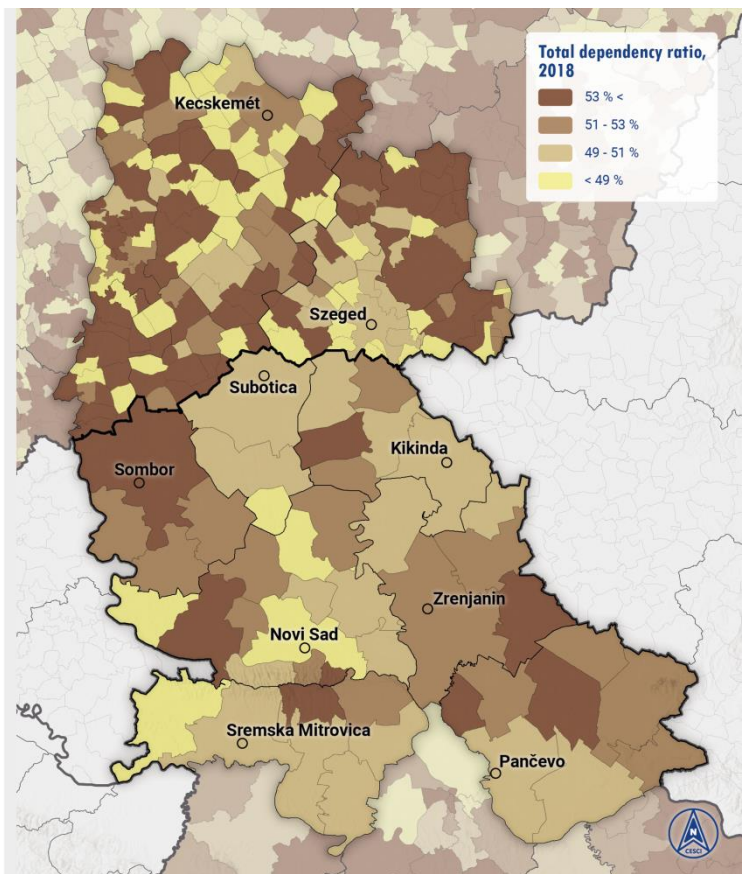 Total dependency ratio,
2018
53 % <
51 - 53 %
49 - 51 %
< 49 %
Kecskemét
Szeged
Subotica
Kikinda
Sombor
Zrenjanin
Novi Sad
Sremska Mitrovica
Pančevo
N
CESCI